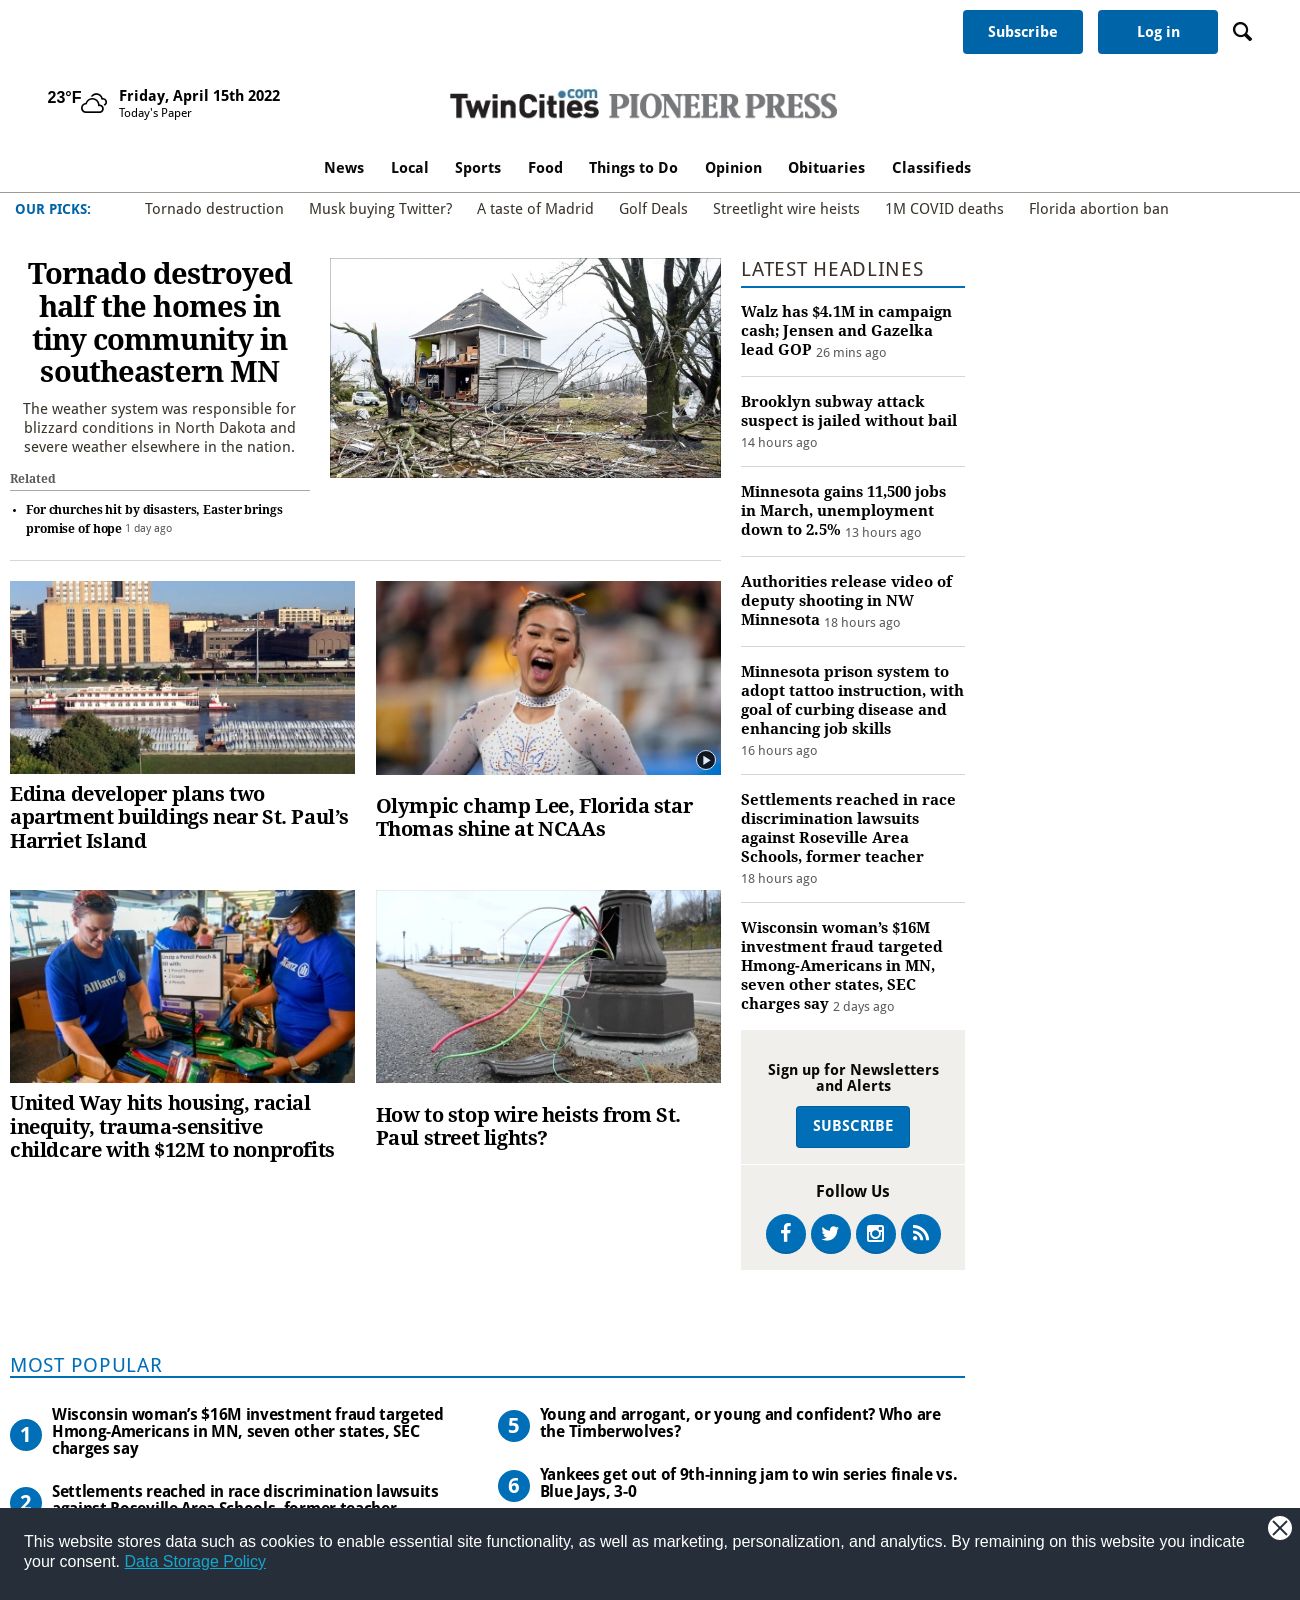 Subscribe
Log in
23°F
Friday, April 15th 2022
Today's Paper
TwinCities.com PIONEER PRESS
News Local Sports Food Things to Do Opinion Obituaries Classifieds
OUR PICKS: Tornado destruction Musk buying Twitter? A taste of Madrid Golf Deals Streetlight wire heists 1M COVID deaths Florida abortion ban
Tornado destroyed
half the homes in
tiny community in
southeastern MN
The weather system was responsible for
blizzard conditions in North Dakota and
severe weather elsewhere in the nation.
Related
• For churches hit by disasters, Easter brings
promise of hope 1 day ago
Edina developer plans two
apartment buildings near St. Paul’s
Harriet Island
Olympic champ Lee, Florida star
Thomas shine at NCAAs
Allianz
Unzip a Pencil Pouch &
fill with:
United Way hits housing, racial
inequity, trauma-sensitive
childcare with $12M to nonprofits
How to stop wire heists from St.
Paul street lights?
LATEST HEADLINES
Walz has $4.1M in campaign
cash; Jensen and Gazelka
lead GOP 26 mins ago
Brooklyn subway attack
suspect is jailed without bail
14 hours ago
Minnesota gains 11,500 jobs
in March, unemployment
down to 2.5% 13 hours ago
Authorities release video of
deputy shooting in NW
Minnesota 18 hours ago
Minnesota prison system to
adopt tattoo instruction, with
goal of curbing disease and
enhancing job skills
16 hours ago
Settlements reached in race
discrimination lawsuits
against Roseville Area
Schools, former teacher
18 hours ago
Wisconsin woman’s $16M
investment fraud targeted
Hmong-Americans in MN,
seven other states, SEC
charges say 2 days ago
Sign up for Newsletters
and Alerts
SUBSCRIBE
Follow Us
MOST POPULAR
1 Wisconsin woman’s $16M investment fraud targeted
Hmong-Americans in MN, seven other states, SEC
charges say
2 Settlements reached in race discrimination lawsuits
against Roseville Area Schools, former teacher
5 Young and arrogant, or young and confident? Who are
the Timberwolves?
6 Yankees get out of 9th-inning jam to win series finale vs.
Blue Jays, 3-0
This website stores data such as cookies to enable essential site functionality, as well as marketing, personalization, and analytics. By remaining on this website you indicate
your consent. Data Storage Policy